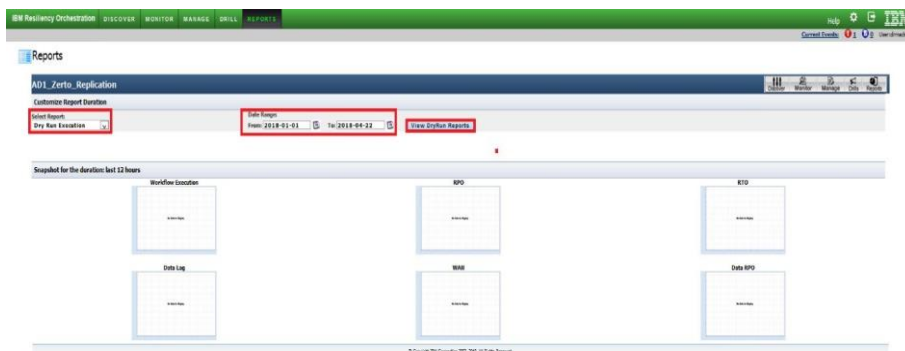 IBM Resiliency Orchestration DISCOVER MONITOR MANAGE DRILL REPORTS
Help IBM
Current Events: 1 0
Reports
AD1_Zerto_Replication
Discover Monitor Manage Drills Reports
Customize Report Duration
Select Report:
Dry Run Execution
Date Range:
From: 2018-01-01 To: 2018-04-22
View DryRun Reports
Snapshot for the duration: last 12 hours
Workflow Execution RPO RTO
Data Lag WAN Data RPO